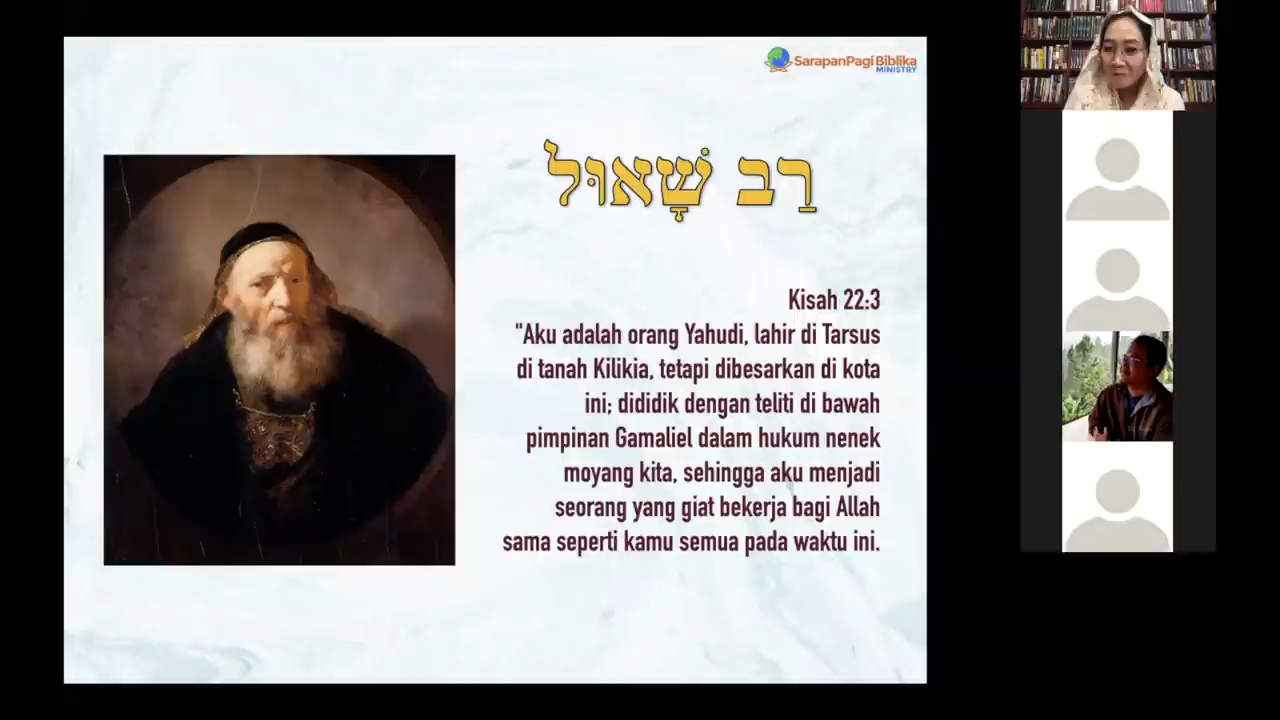 SarapanPagi Biblika
MINISTRY
רַב שָׁאוּל
Kisah 22:3
"Aku adalah orang Yahudi, lahir di Tarsus
di tanah Kilikia, tetapi dibesarkan di kota
ini; dididik dengan teliti di bawah
pimpinan Gamaliel dalam hukum nenek
moyang kita, sehingga aku menjadi
seorang yang giat bekerja bagi Allah
sama seperti kamu semua pada waktu ini.